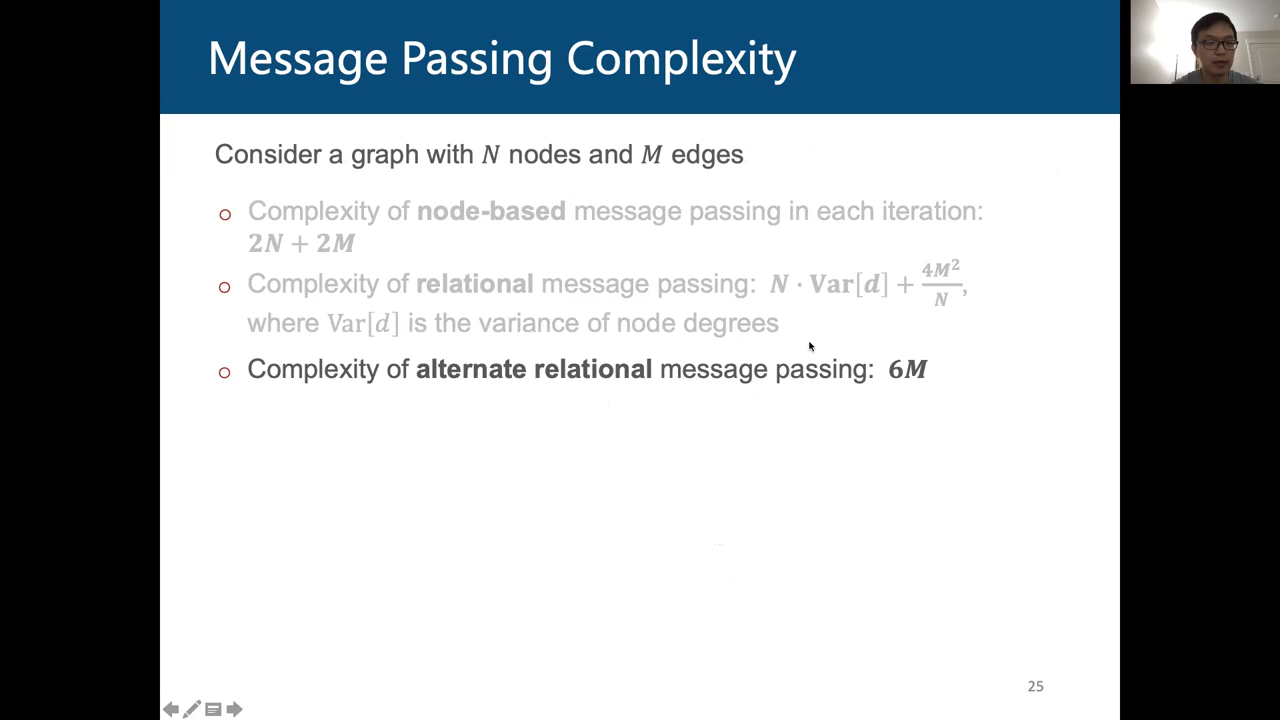 Message Passing Complexity
Consider a graph with N nodes and M edges
Complexity of node-based message passing in each iteration:
2N + 2M
Complexity of relational message passing: N · Var[d] + 4M²/N,
where Var[d] is the variance of node degrees
Complexity of alternate relational message passing: 6M
25